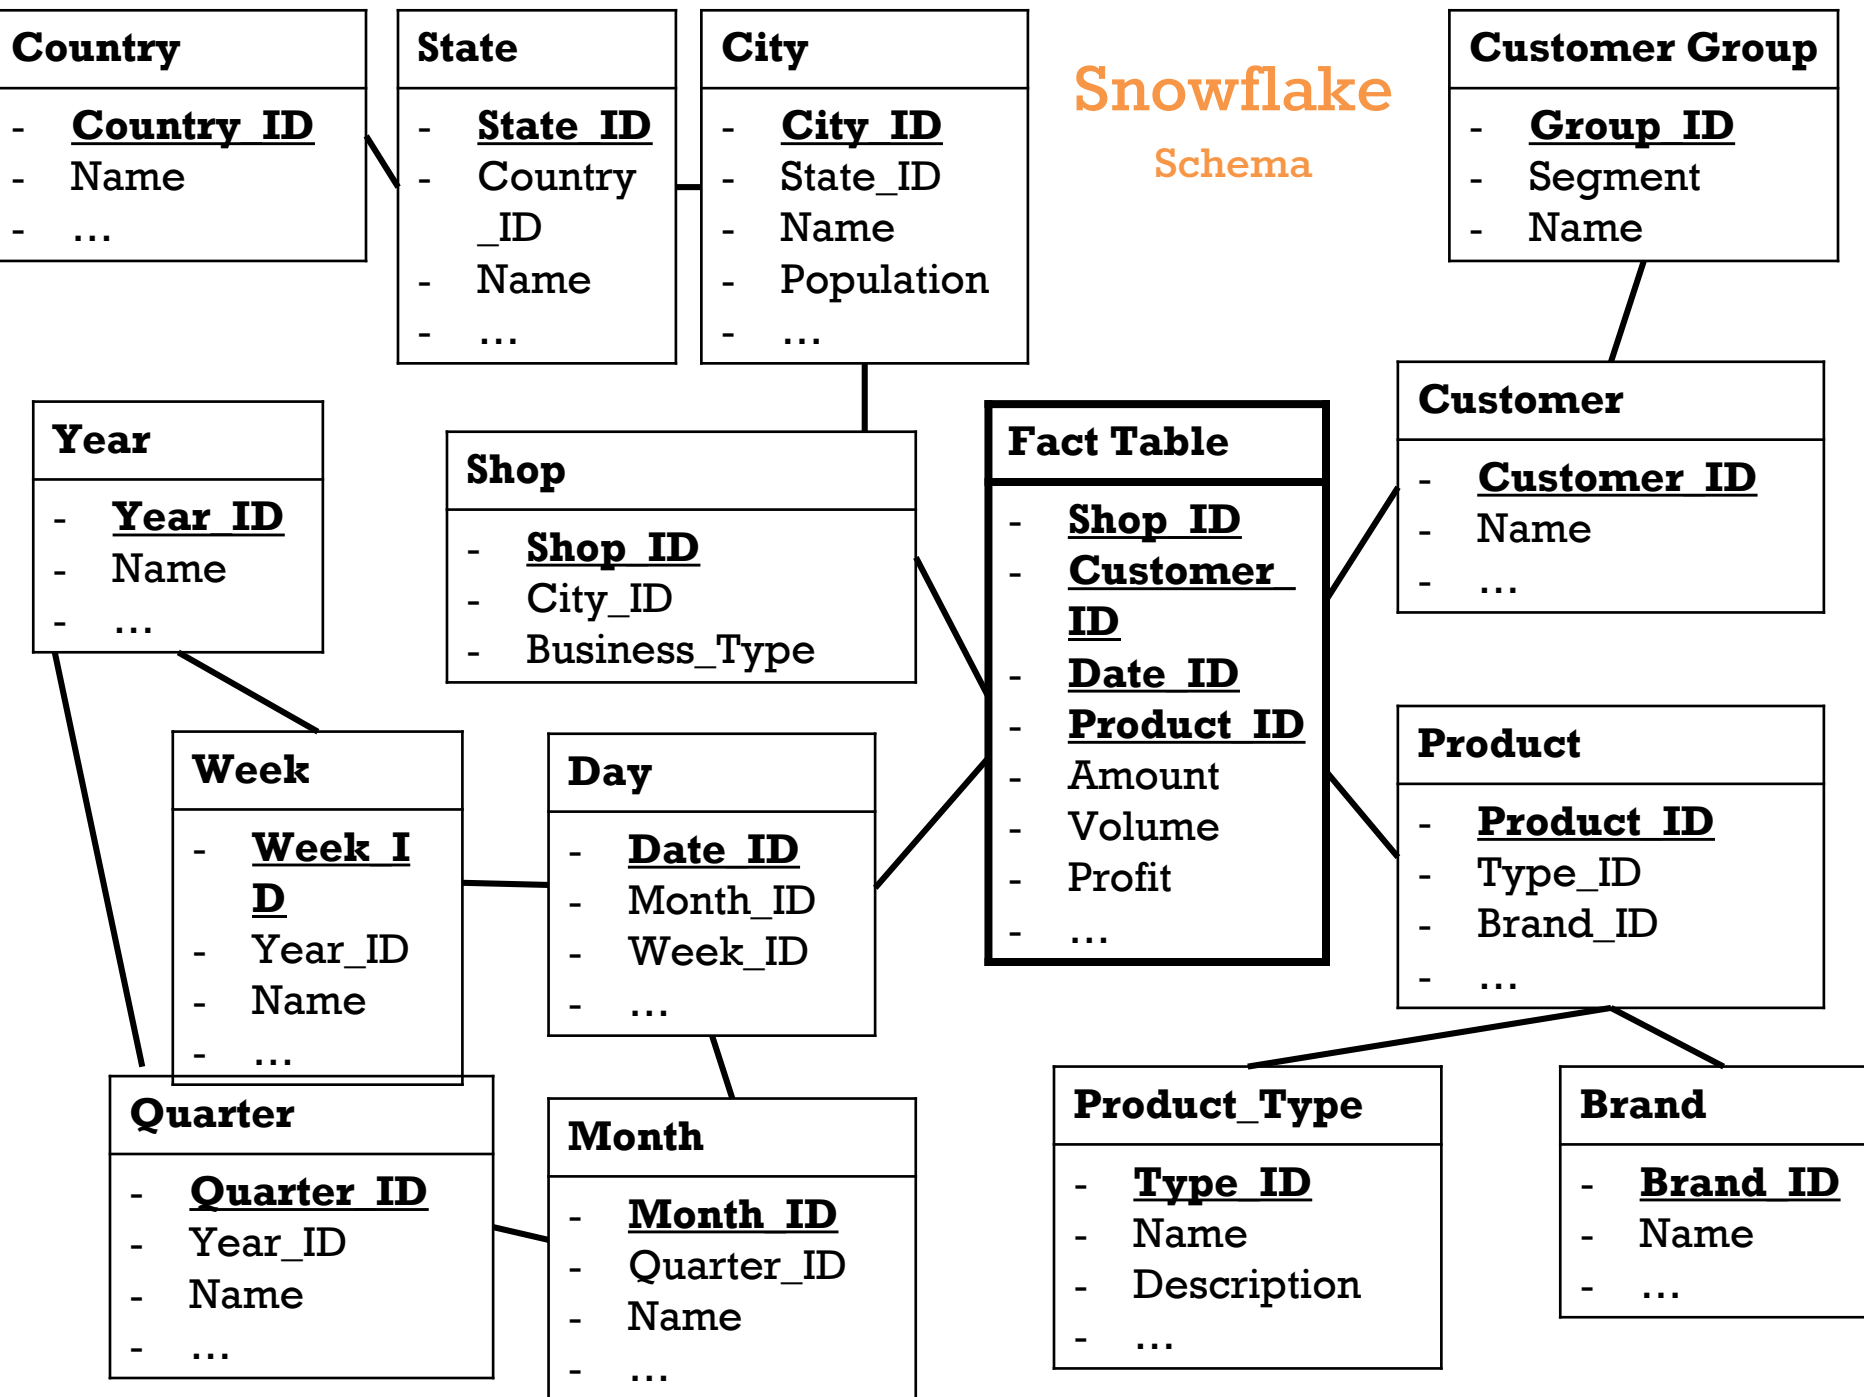 Country
- Country_ID
- Name
- ...
State
- State_ID
- Country
_ID
- Name
- ...
City
- City_ID
- State_ID
- Name
- Population
- ...
Snowflake
Schema
Customer Group
- Group_ID
- Segment
- Name
Year
- Year_ID
- Name
- ...
Shop
- Shop_ID
- City_ID
- Business_Type
Fact Table
- Shop_ID
- Customer_
ID
- Date_ID
- Product_ID
- Amount
- Volume
- Profit
- ...
Customer
- Customer_ID
- Name
- ...
Week
- Week_I
D
- Year_ID
- Name
- ...
Day
- Date_ID
- Month_ID
- Week_ID
- ...
Product
- Product_ID
- Type_ID
- Brand_ID
- ...
Quarter
- Quarter_ID
- Year_ID
- Name
- ...
Month
- Month_ID
- Quarter_ID
- Name
- ...
Product_Type
- Type_ID
- Name
- Description
- ...
Brand
- Brand_ID
- Name
- ...